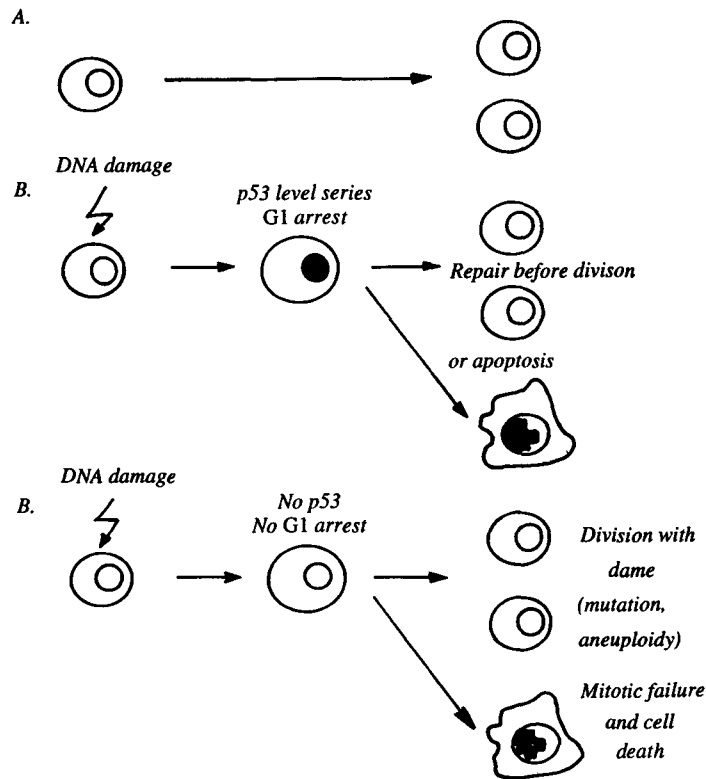 A.
DNA damage
B.
p53 level series
G1 arrest
Repair before divison
or apoptosis
DNA damage
B.
No p53
No G1 arrest
Division with
dame
(mutation,
aneuploidy)
Mitotic failure
and cell
death